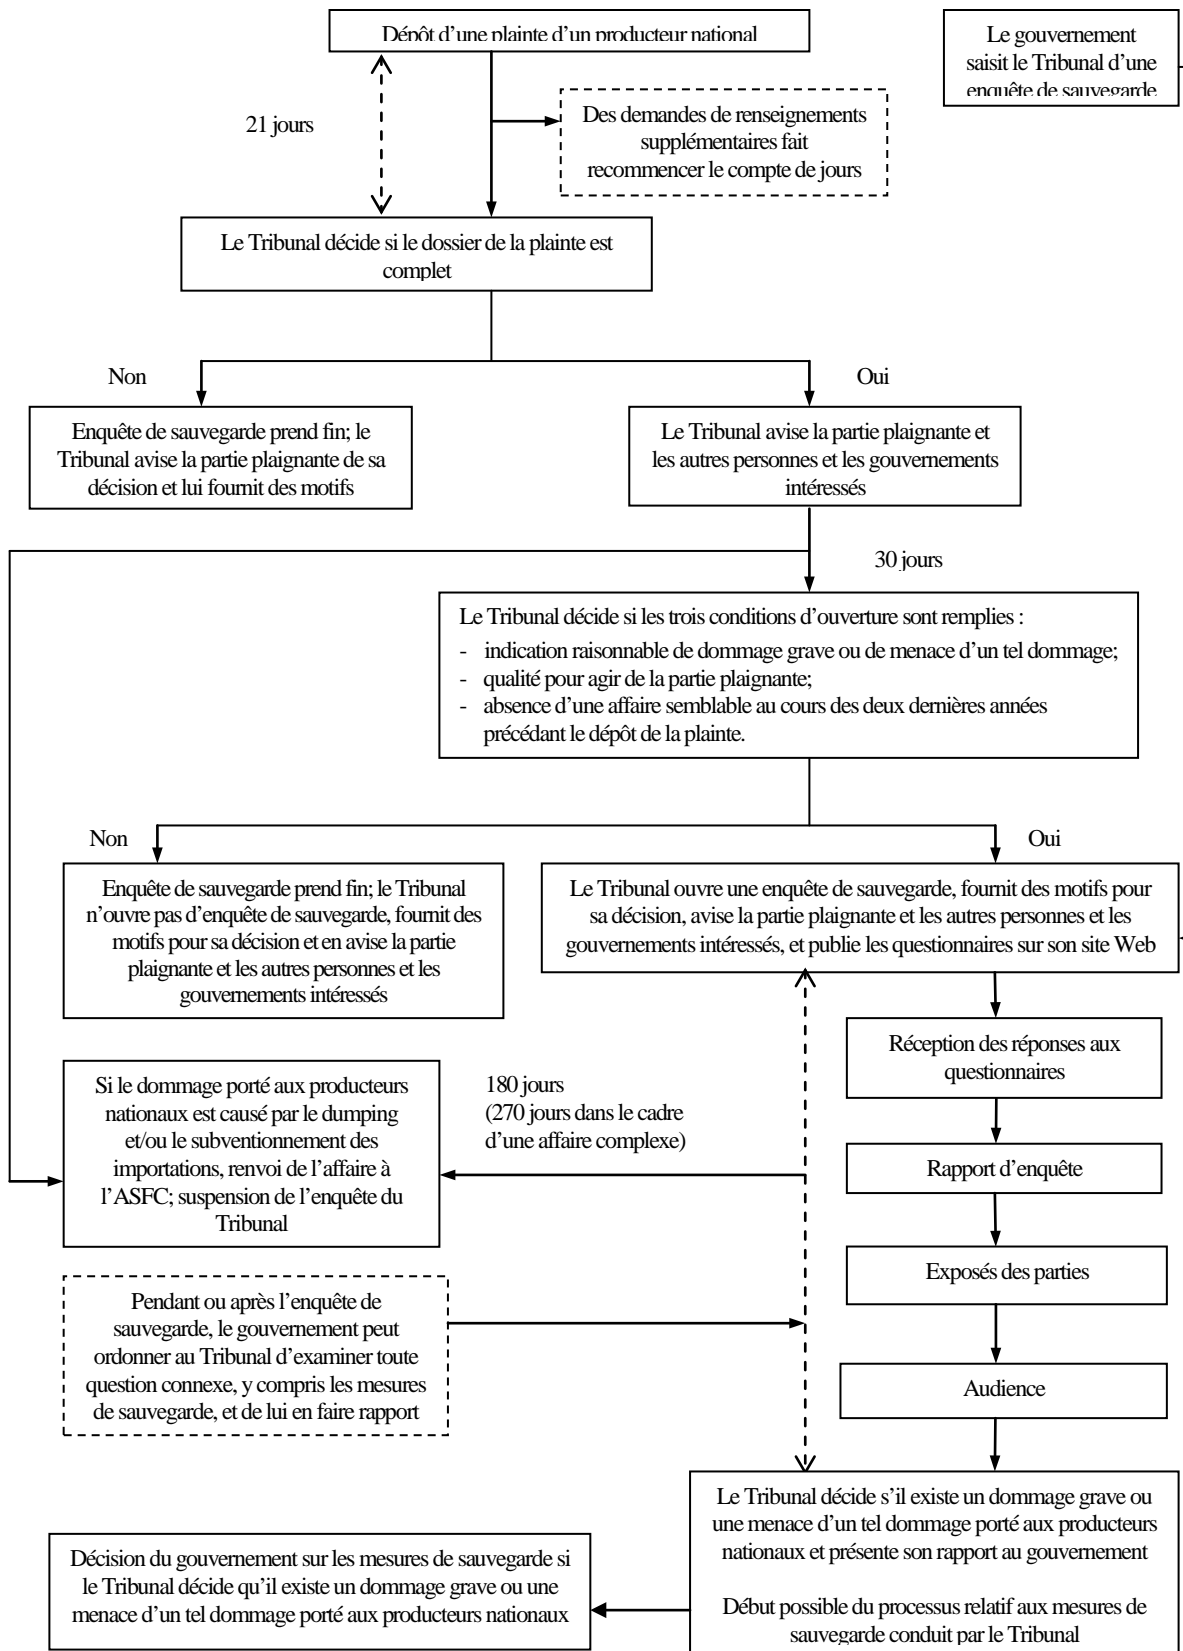 Dépôt d’une plainte d’un producteur national
Le gouvernement
saisit le Tribunal d’une
enquête de sauvegarde
21 jours
Des demandes de renseignements
supplémentaires fait
recommencer le compte de jours
Le Tribunal décide si le dossier de la plainte est
complet
Non
Oui
Enquête de sauvegarde prend fin; le
Tribunal avise la partie plaignante de sa
décision et lui fournit des motifs
Le Tribunal avise la partie plaignante et
les autres personnes et les gouvernements
intéressés
30 jours
Le Tribunal décide si les trois conditions d’ouverture sont remplies :
- indication raisonnable de dommage grave ou de menace d’un tel dommage;
- qualité pour agir de la partie plaignante;
- absence d’une affaire semblable au cours des deux dernières années
précédant le dépôt de la plainte.
Non
Oui
Enquête de sauvegarde prend fin; le Tribunal
n’ouvre pas d’enquête de sauvegarde, fournit des
motifs pour sa décision et en avise la partie
plaignante et les autres personnes et les
gouvernements intéressés
Le Tribunal ouvre une enquête de sauvegarde, fournit des motifs pour
sa décision, avise la partie plaignante et les autres personnes et les
gouvernements intéressés, et publie les questionnaires sur son site Web
Réception des réponses aux
questionnaires
Si le dommage porté aux producteurs
nationaux est causé par le dumping
et/ou le subventionnement des
importations, renvoi de l’affaire à
l’ASFC; suspension de l’enquête du
Tribunal
180 jours
(270 jours dans le cadre
d’une affaire complexe)
Rapport d’enquête
Exposés des parties
Pendant ou après l’enquête de
sauvegarde, le gouvernement peut
ordonner au Tribunal d’examiner toute
question connexe, y compris les mesures
de sauvegarde, et de lui en faire rapport
Audience
Le Tribunal décide s’il existe un dommage grave ou
une menace d’un tel dommage porté aux producteurs
nationaux et présente son rapport au gouvernement
Début possible du processus relatif aux mesures de
sauvegarde conduit par le Tribunal
Décision du gouvernement sur les mesures de sauvegarde si
le Tribunal décide qu’il existe un dommage grave ou une
menace d’un tel dommage porté aux producteurs nationaux